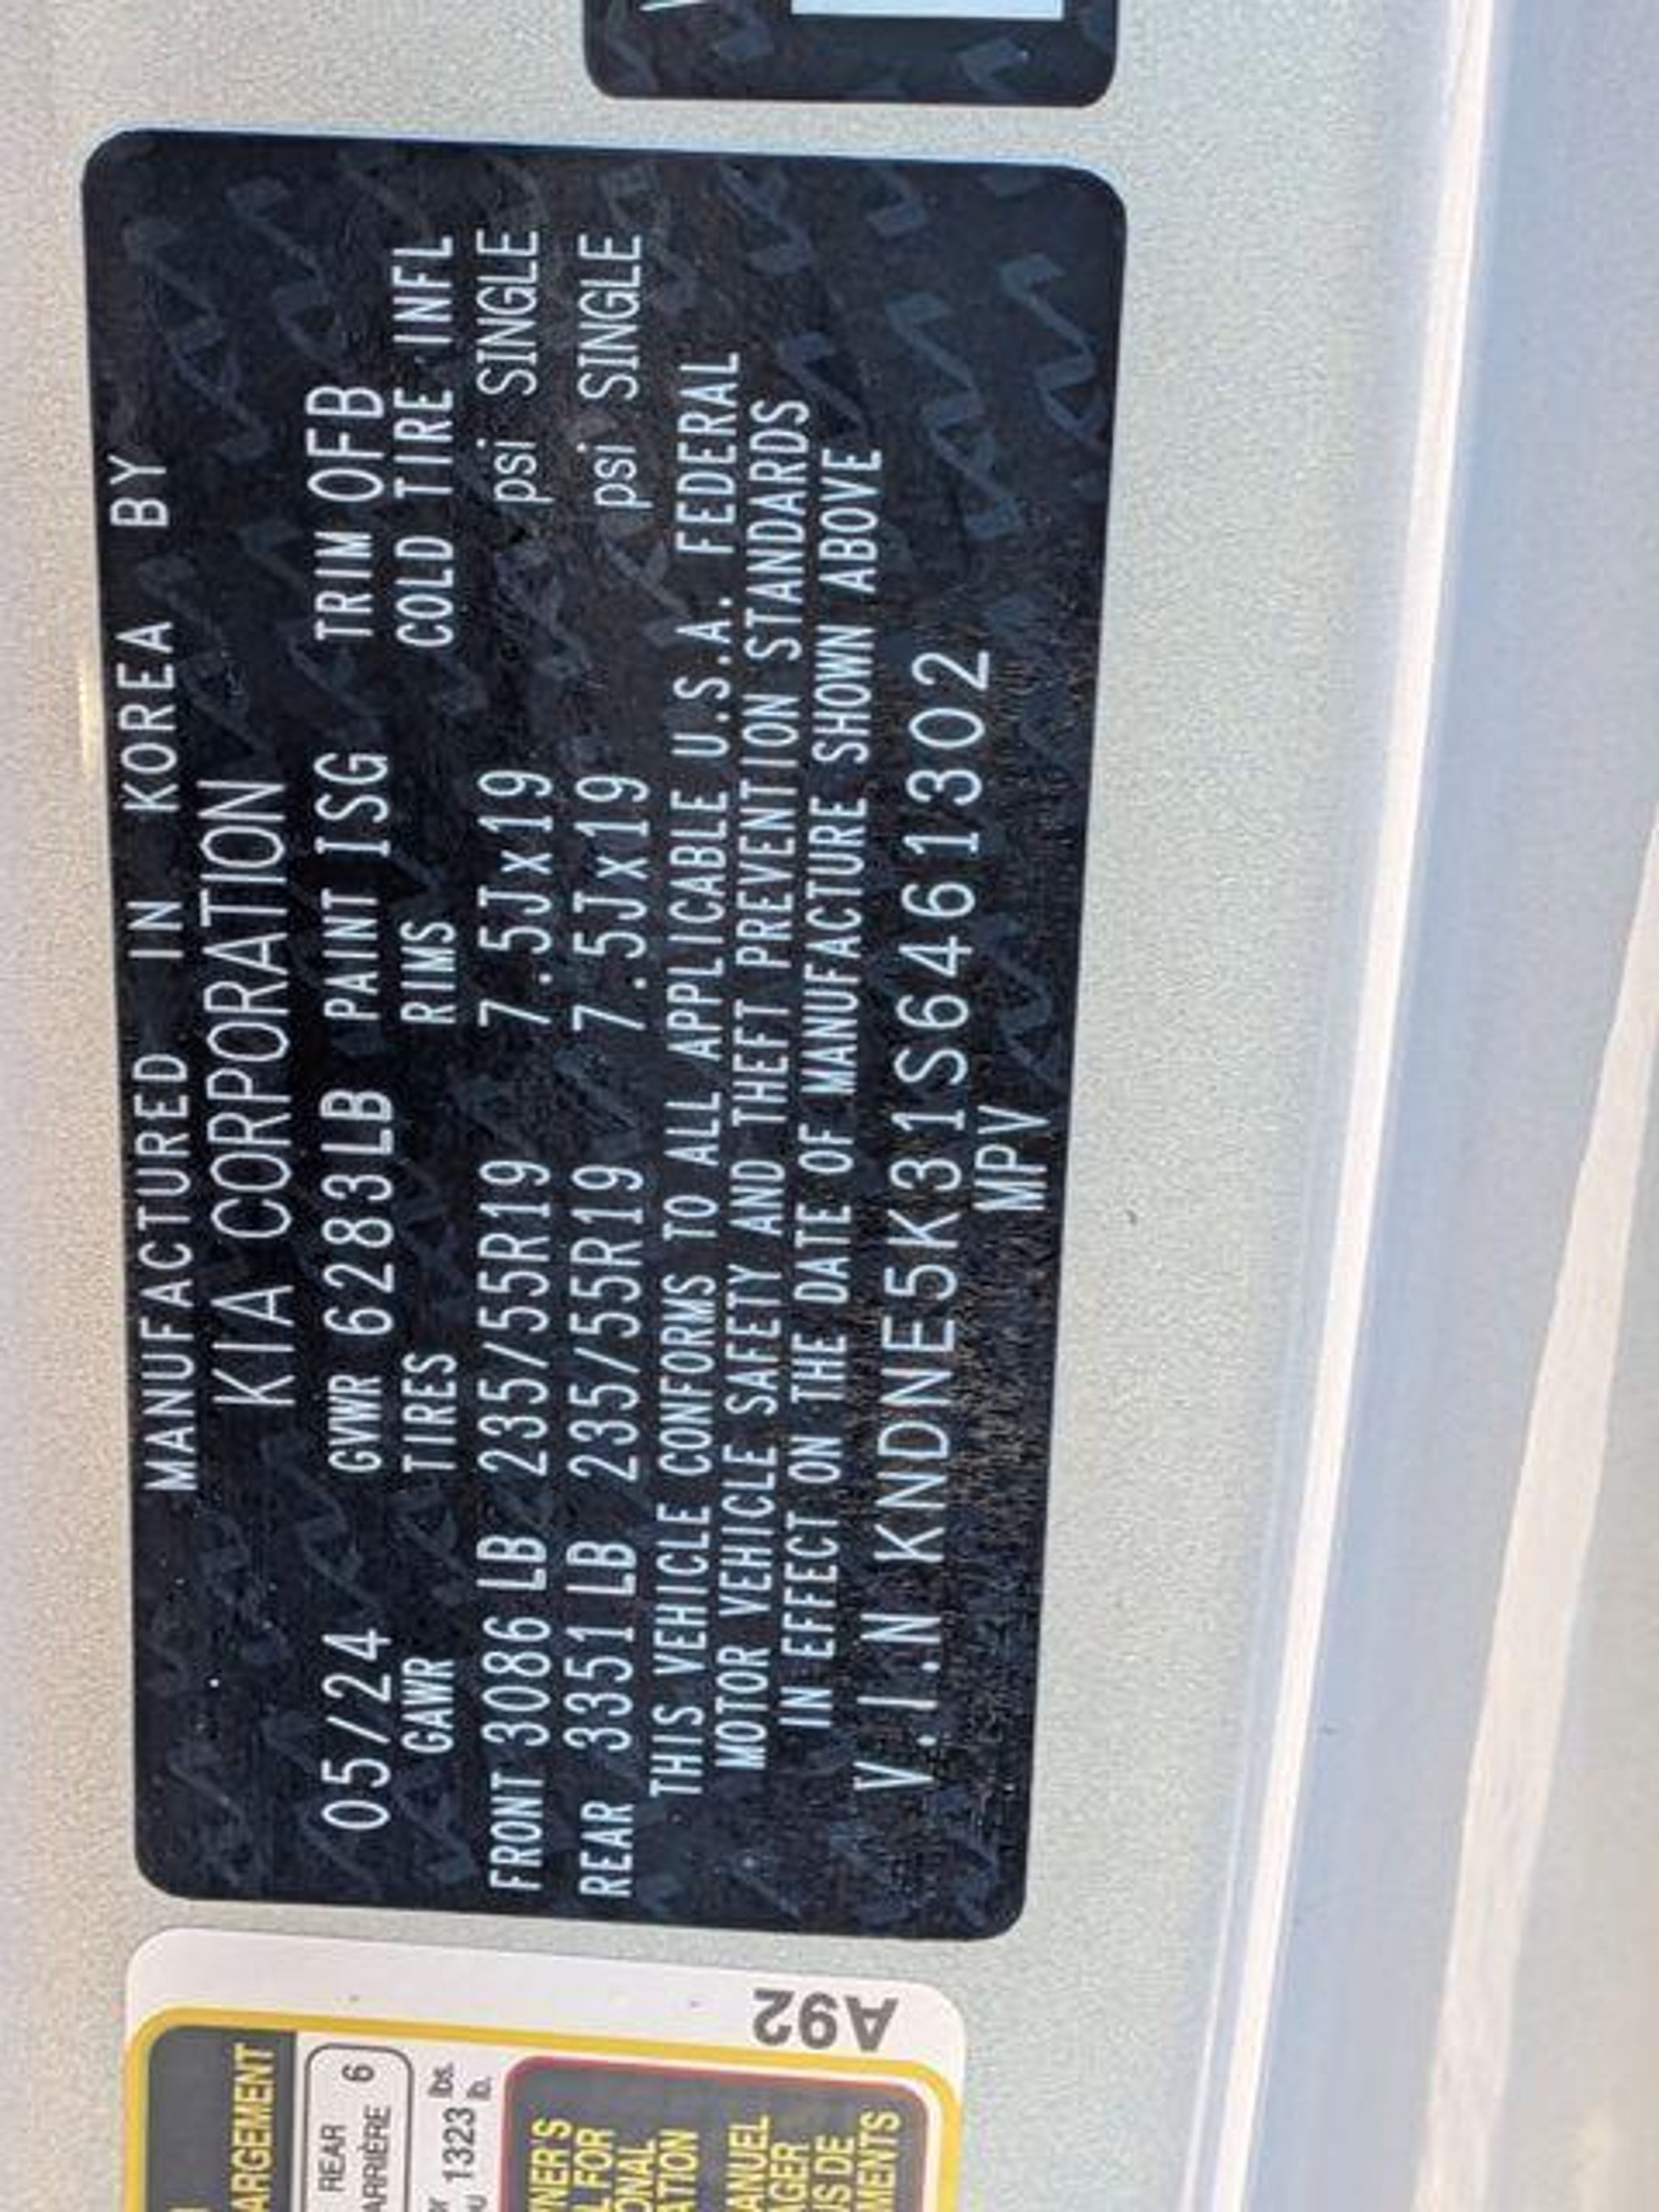 MANUFACTURED IN KOREA BY
KIA CORPORATION
05/24 GVWR 6283LB PAINT ISG TRIM OFB
GAWR TIRES RIMS COLD TIRE INFL
FRONT 3086 LB 235/55R19 7.5Jx19 psi SINGLE
REAR 3351 LB 235/55R19 7.5Jx19 psi SINGLE
THIS VEHICLE CONFORMS TO ALL APPLICABLE U.S.A. FEDERAL
MOTOR VEHICLE SAFETY AND THEFT PREVENTION STANDARDS
IN EFFECT ON THE DATE OF MANUFACTURE SHOWN ABOVE
V.I.N KNDNE5K31S6461302
MPV
A92
REAR
6
1323 lbs.